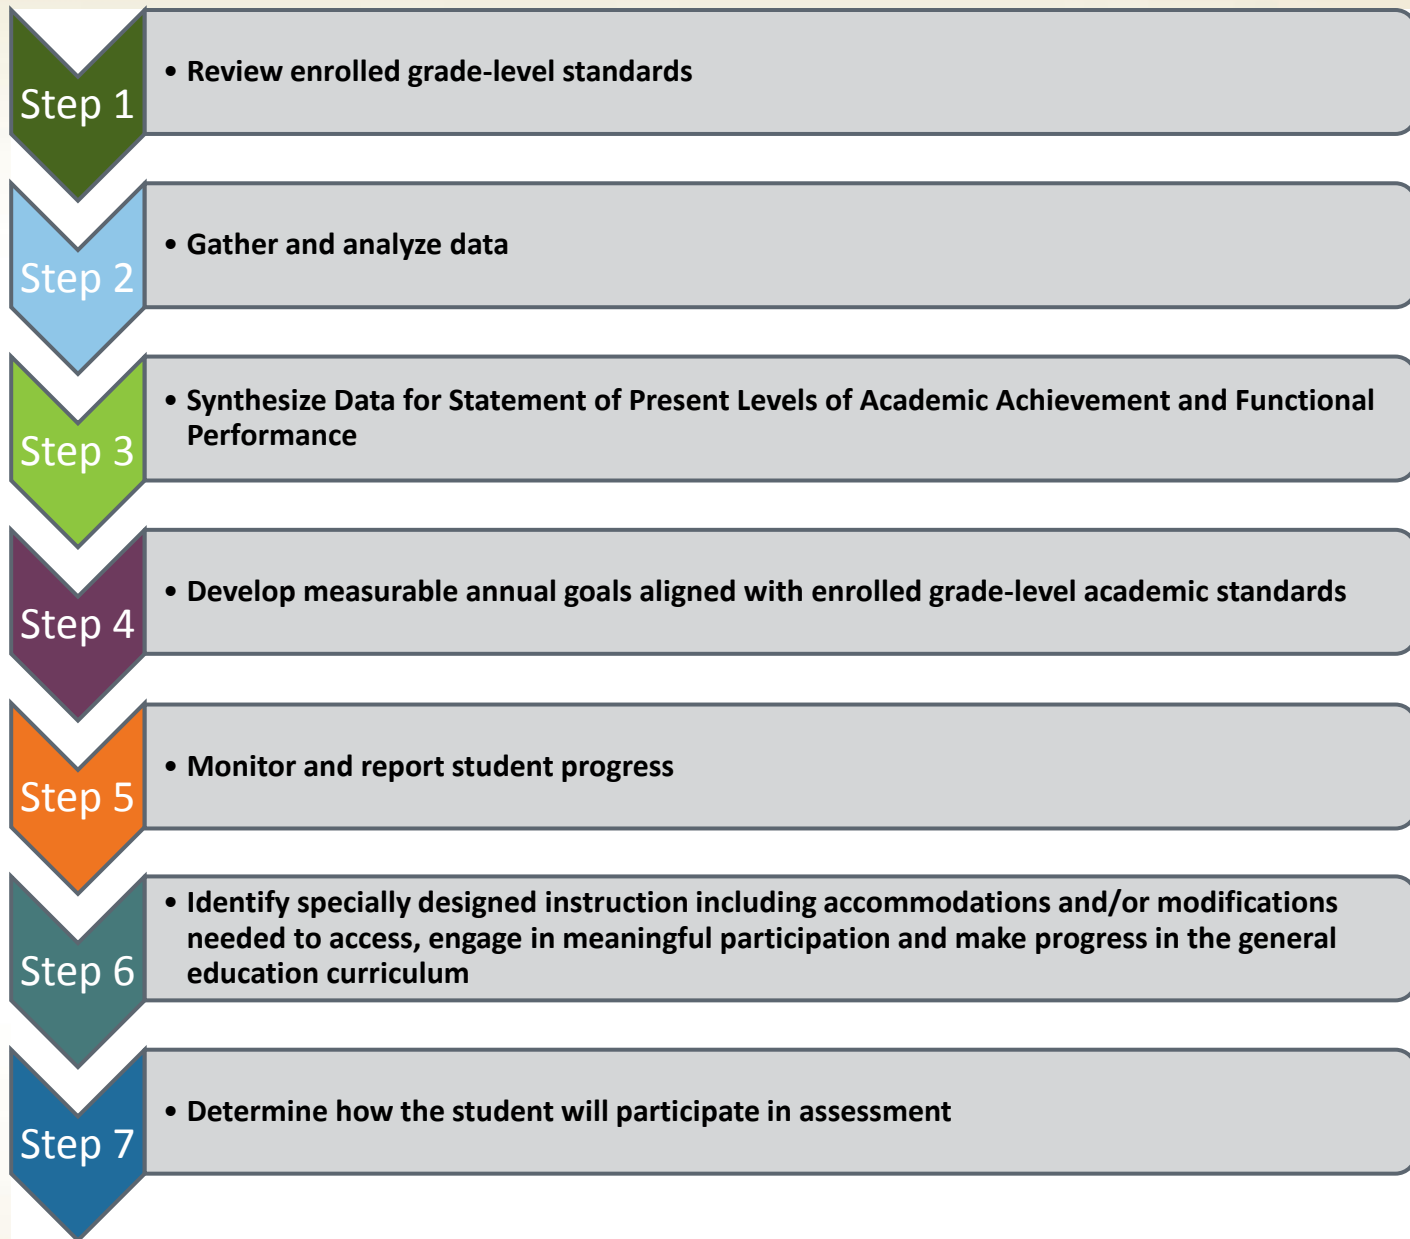 Step 1
• Review enrolled grade-level standards
Step 2
• Gather and analyze data
Step 3
• Synthesize Data for Statement of Present Levels of Academic Achievement and Functional
Performance
Step 4
• Develop measurable annual goals aligned with enrolled grade-level academic standards
Step 5
• Monitor and report student progress
Step 6
• Identify specially designed instruction including accommodations and/or modifications
needed to access, engage in meaningful participation and make progress in the general
education curriculum
Step 7
• Determine how the student will participate in assessment